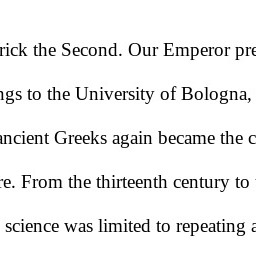 rick the Second. Our Emperor pre
ngs to the University of Bologna,
ancient Greeks again became the c
re. From the thirteenth century to
science was limited to repeating a